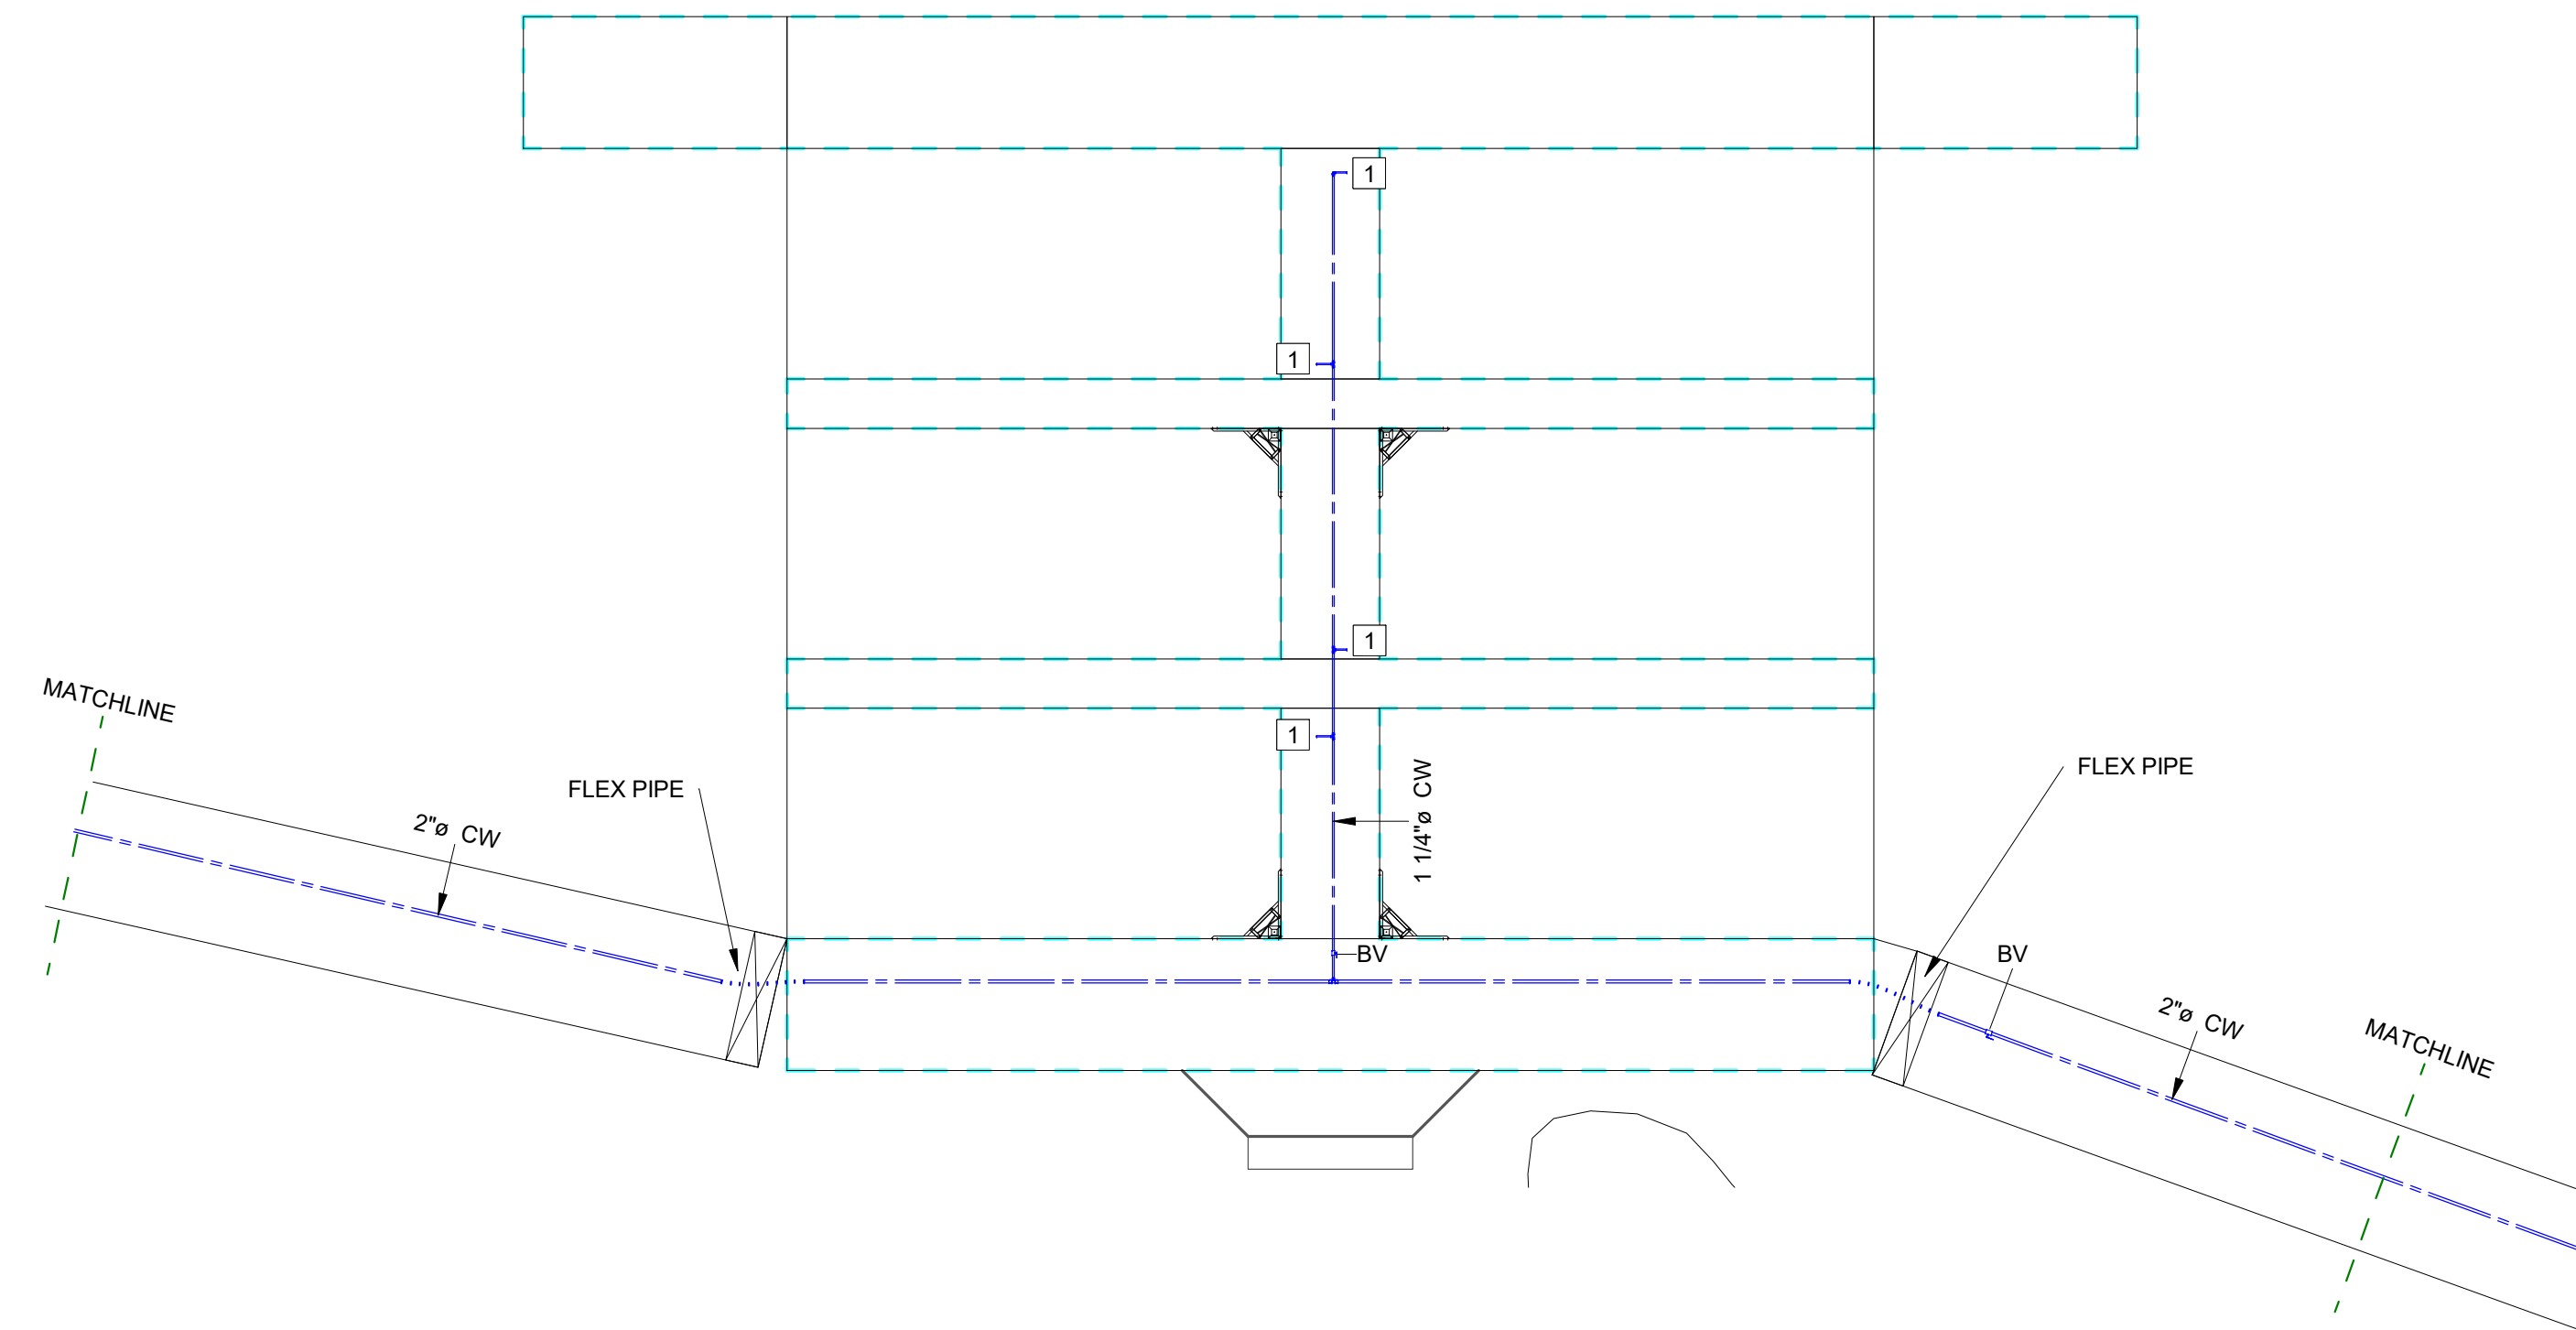 1
1
1
MATCHLINE
1
FLEX PIPE
FLEX PIPE
1 1/4"ø CW
2"ø CW
BV
BV
2"ø CW
MATCHLINE